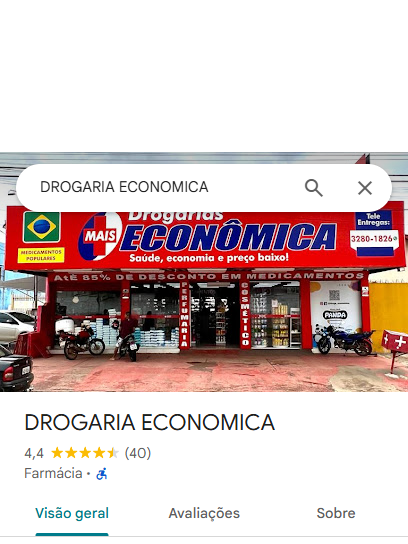 DROGARIA ECONOMICA
Drogarias
MAIS
ECONÔMICA
Saúde, economia e preço baixo!
MEDICAMENTOS
POPULARES
Tele
Entregas:
3280-1826
ATÉ 85% DE DESCONTO EM MEDICAMENTOS
PERFUMARIA
COSMÉTICO
PANDA
DROGARIA ECONOMICA
4,4 (40)
Farmácia ·
Visão geral Avaliações Sobre